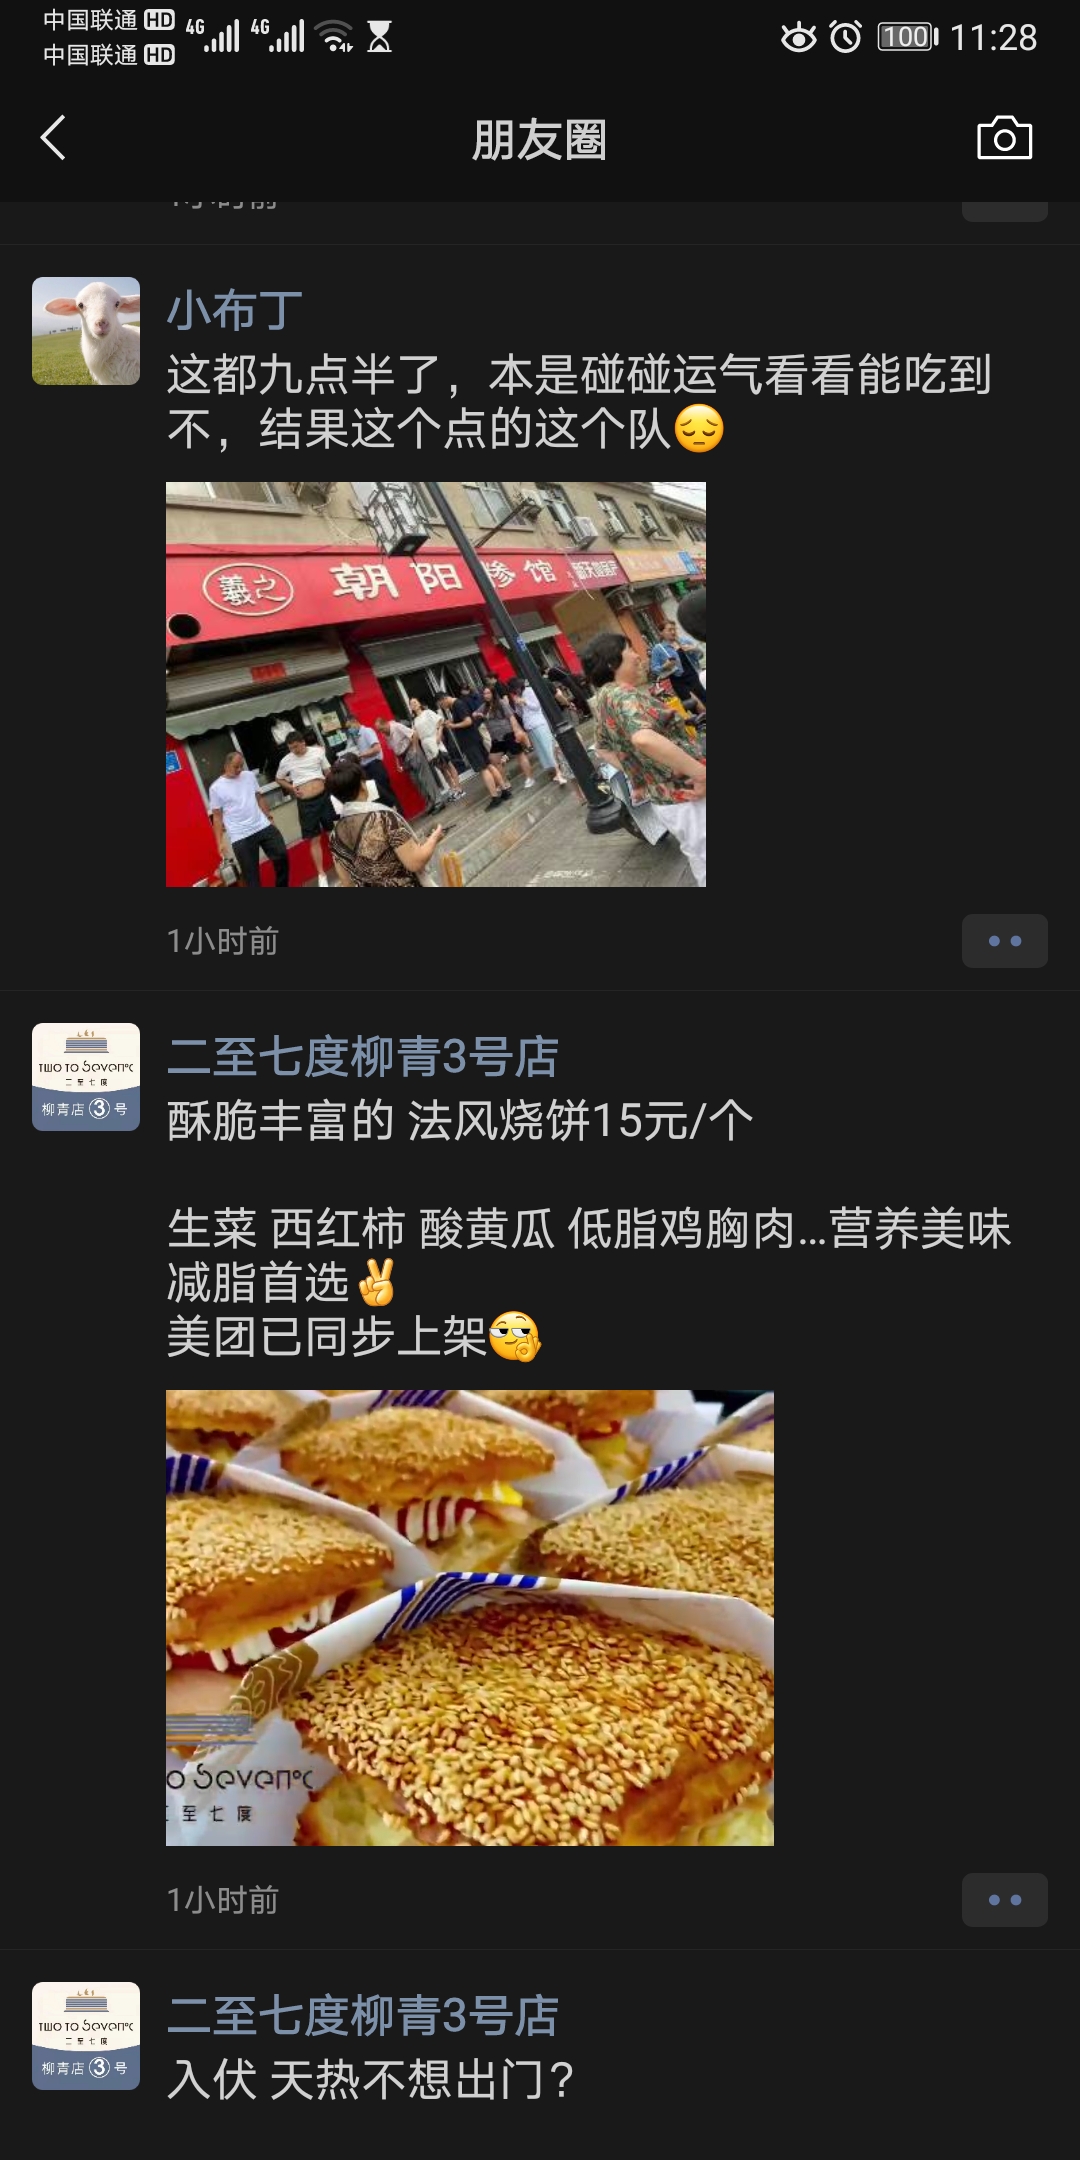 中国联通 HD 4G 4G 100 11:28
中国联通 HD
朋友圈
小布丁
这都九点半了，本是碰碰运气看看能吃到
不，结果这个点的这个队😔
羲之 朝阳糁馆
1小时前
TWO TO Seven°C
二至七度
柳青店③号
二至七度柳青3号店
酥脆丰富的 法风烧饼15元/个
生菜 西红柿 酸黄瓜 低脂鸡胸肉...营养美味
减脂首选✌
美团已同步上架
o Seven°C
至七度
1小时前
TWO TO Seven°C
二至七度
柳青店③号
二至七度柳青3号店
入伏 天热不想出门?